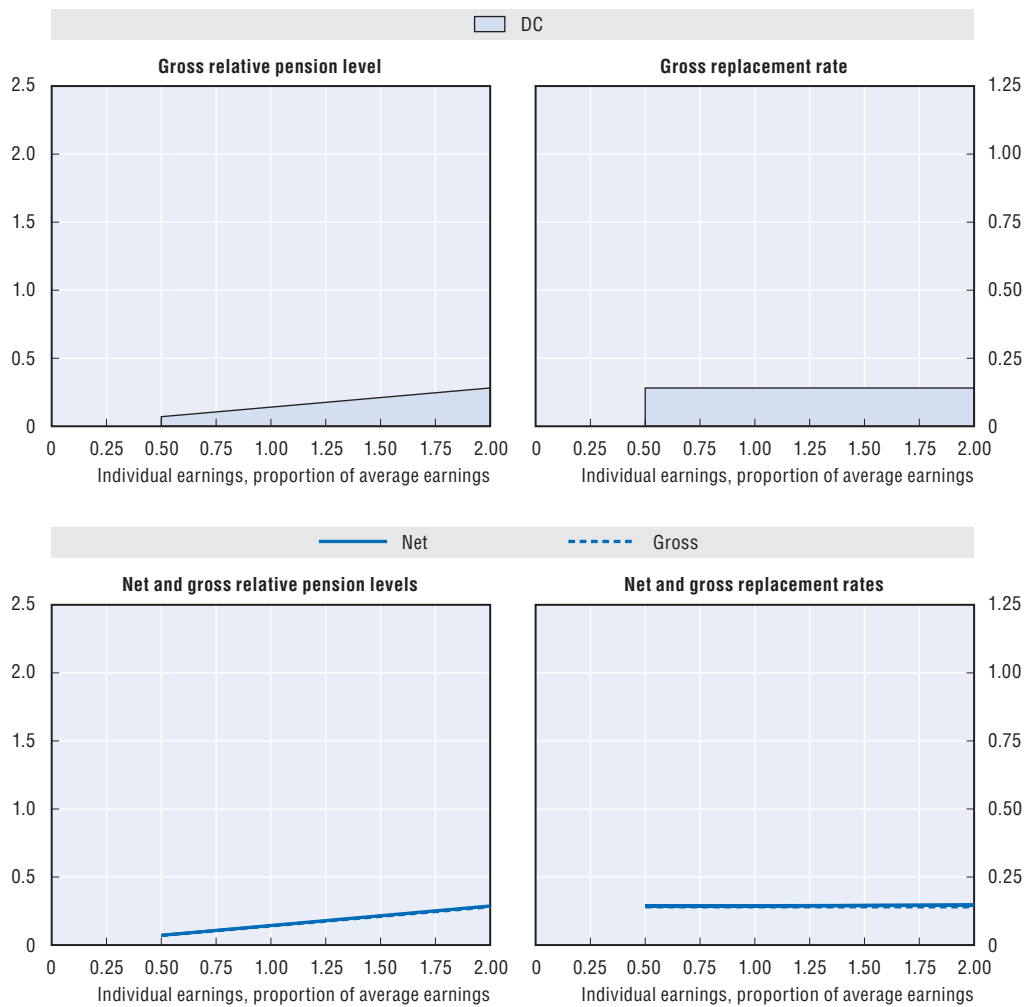 DC
Gross relative pension level
Gross replacement rate
2.5
2.0
1.5
1.0
0.5
0
1.25
1.00
0.75
0.50
0.25
0
0 0.25 0.50 0.75 1.00 1.25 1.50 1.75 2.00
0 0.25 0.50 0.75 1.00 1.25 1.50 1.75 2.00
Individual earnings, proportion of average earnings
Individual earnings, proportion of average earnings
Net Gross
Net and gross relative pension levels
Net and gross replacement rates
2.5
2.0
1.5
1.0
0.5
0
1.25
1.00
0.75
0.50
0.25
0
0 0.25 0.50 0.75 1.00 1.25 1.50 1.75 2.00
0 0.25 0.50 0.75 1.00 1.25 1.50 1.75 2.00
Individual earnings, proportion of average earnings
Individual earnings, proportion of average earnings